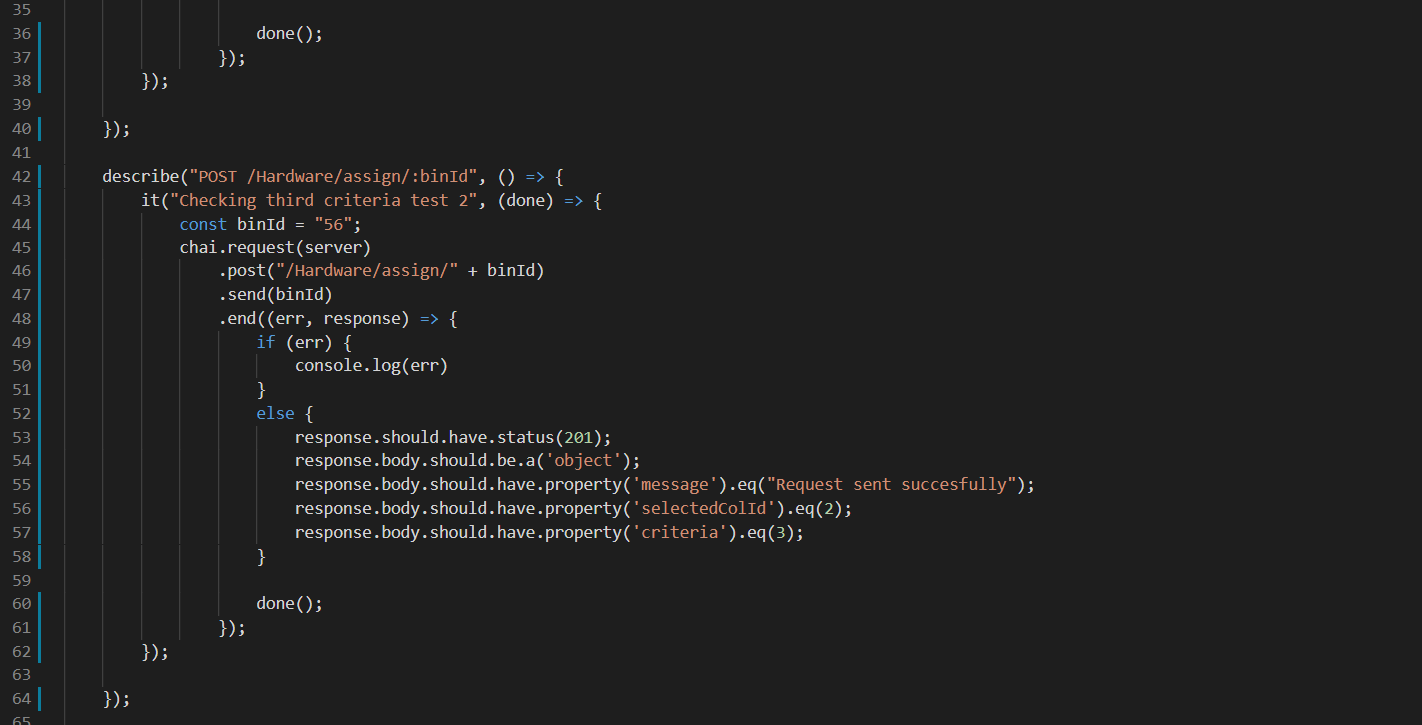 35
36 done();
37 });
38 });
39
40 });
41
42 describe("POST /Hardware/assign/:binId", () => {
43 it("Checking third criteria test 2", (done) => {
44 const binId = "56";
45 chai.request(server)
46 .post("/Hardware/assign/" + binId)
47 .send(binId)
48 .end((err, response) => {
49 if (err) {
50 console.log(err)
51 }
52 else {
53 response.should.have.status(201);
54 response.body.should.be.a('object');
55 response.body.should.have.property('message').eq("Request sent succesfully");
56 response.body.should.have.property('selectedColId').eq(2);
57 response.body.should.have.property('criteria').eq(3);
58 }
59
60 done();
61 });
62 });
63
64 });
65